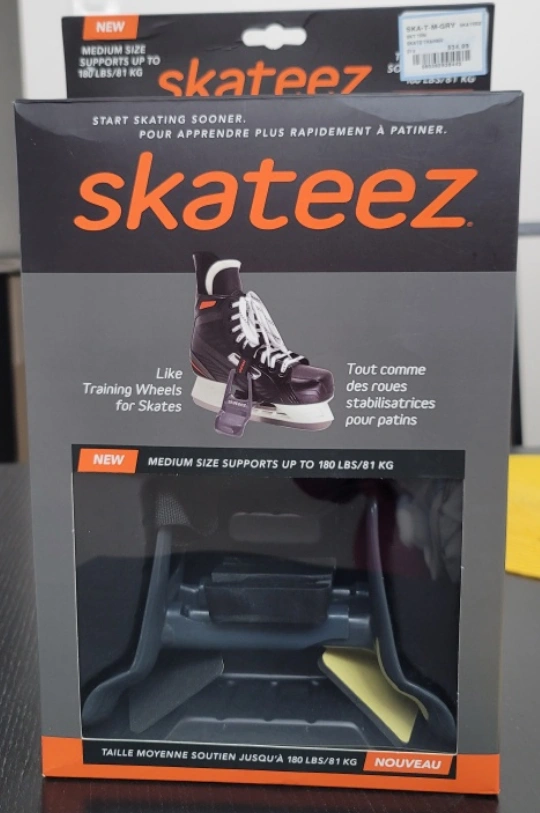 NEW
MEDIUM SIZE
SUPPORTS UP TO
180 LBS/81 KG
skateez
SKA-T-M-GRY
START SKATING SOONER.
POUR APPRENDRE PLUS RAPIDEMENT À PATINER.
skateez
Like
Training Wheels
for Skates
Tout comme
des roues
stabilisatrices
pour patins
NEW MEDIUM SIZE SUPPORTS UP TO 180 LBS/81 KG
TAILLE MOYENNE SOUTIEN JUSQU'À 180 LBS/81 KG NOUVEAU